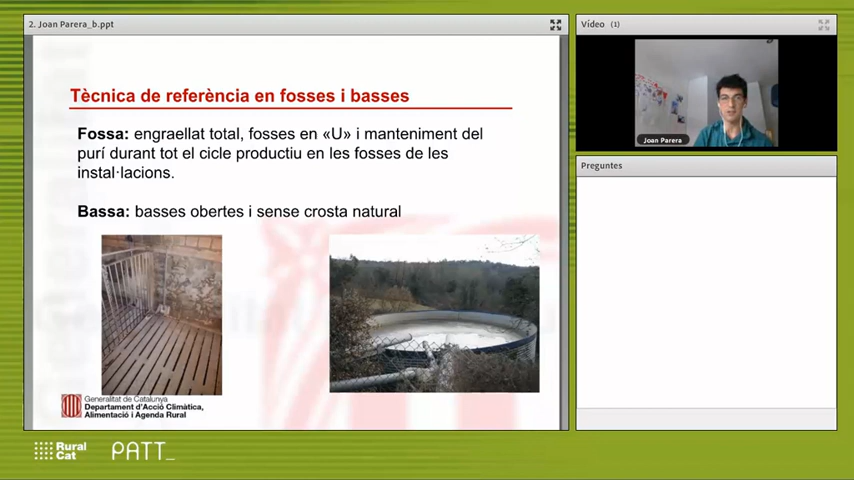 2. Joan Parera_b.ppt
Tècnica de referència en fosses i basses
Fossa: engraellat total, fosses en «U» i manteniment del
purí durant tot el cicle productiu en les fosses de les
instal·lacions.
Bassa: basses obertes i sense crosta natural
Generalitat de Catalunya
Departament d'Acció Climàtica,
Alimentació i Agenda Rural
Vídeo (1)
Joan Parera
Preguntes
Rural
Cat
PATT_